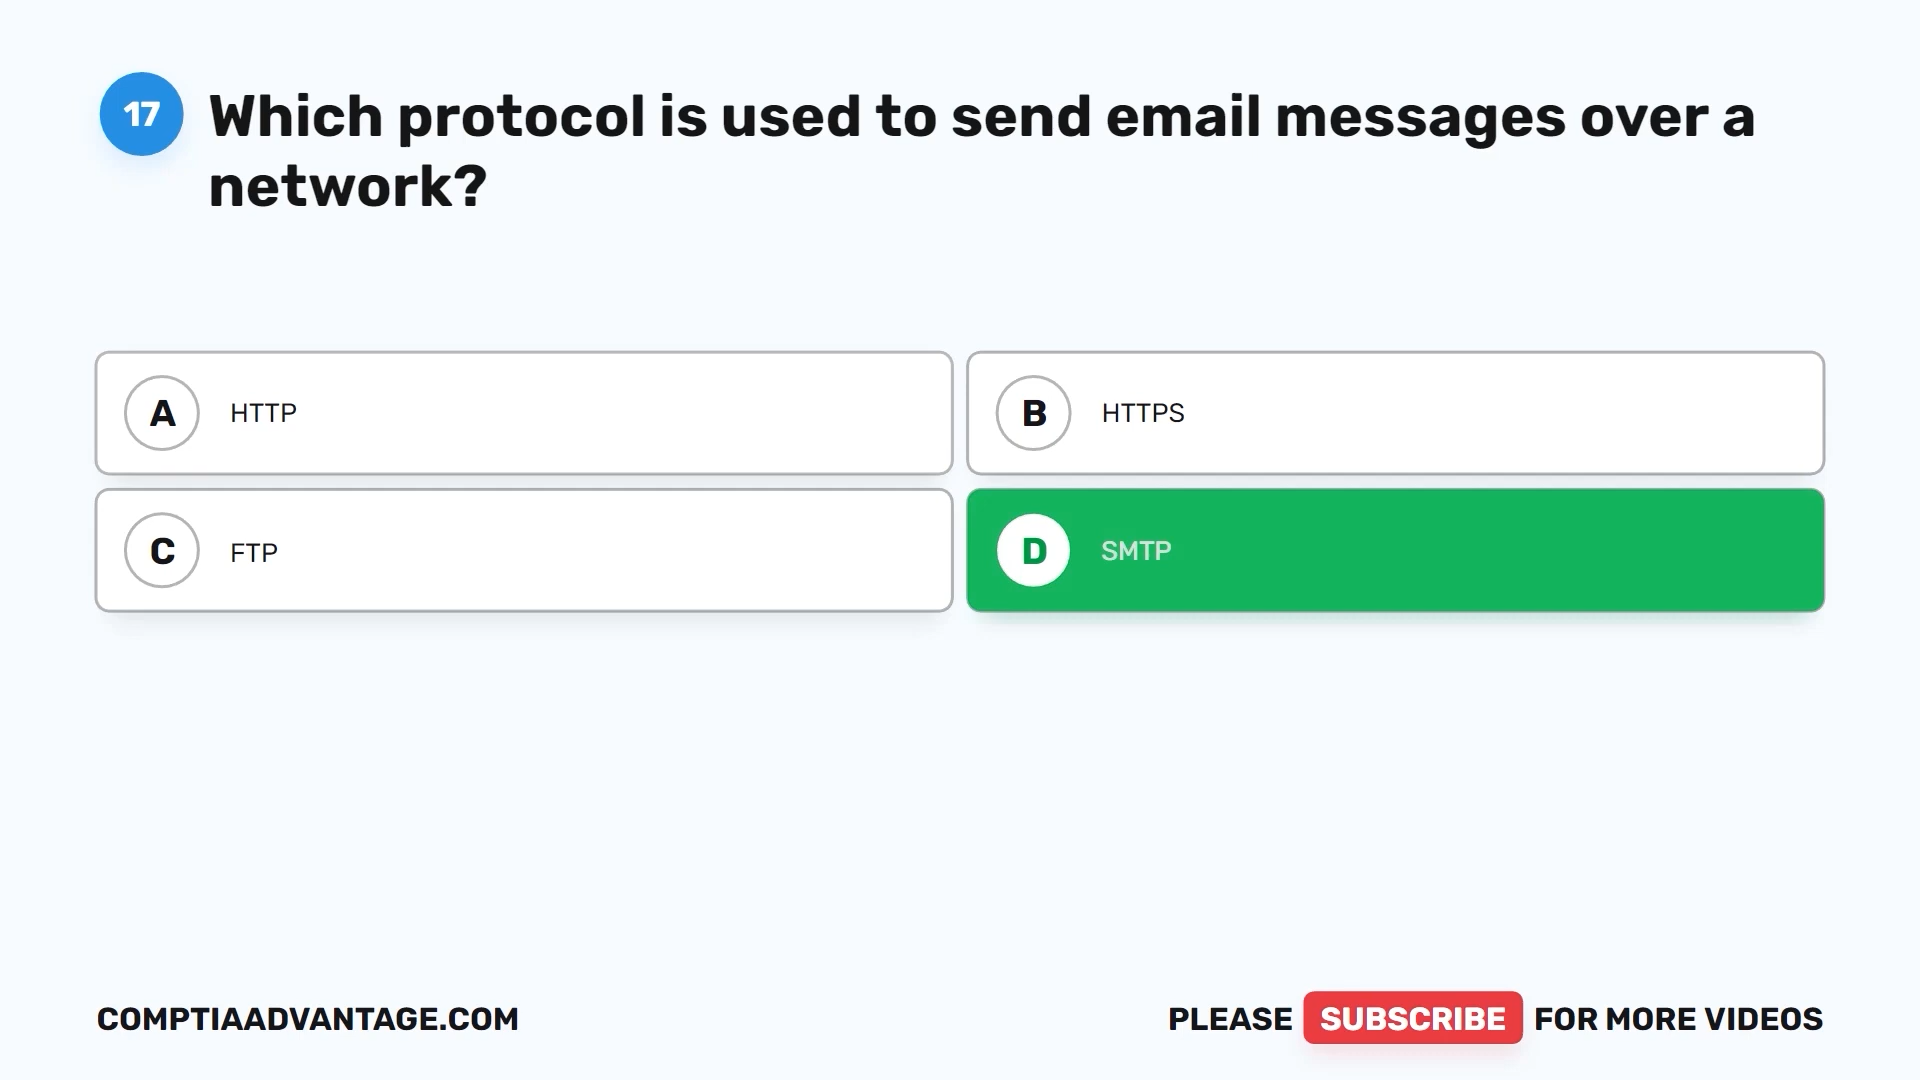 17
Which protocol is used to send email messages over a
network?
A HTTP
B HTTPS
C FTP
D SMTP
COMPTIAADVANTAGE.COM
PLEASE SUBSCRIBE FOR MORE VIDEOS